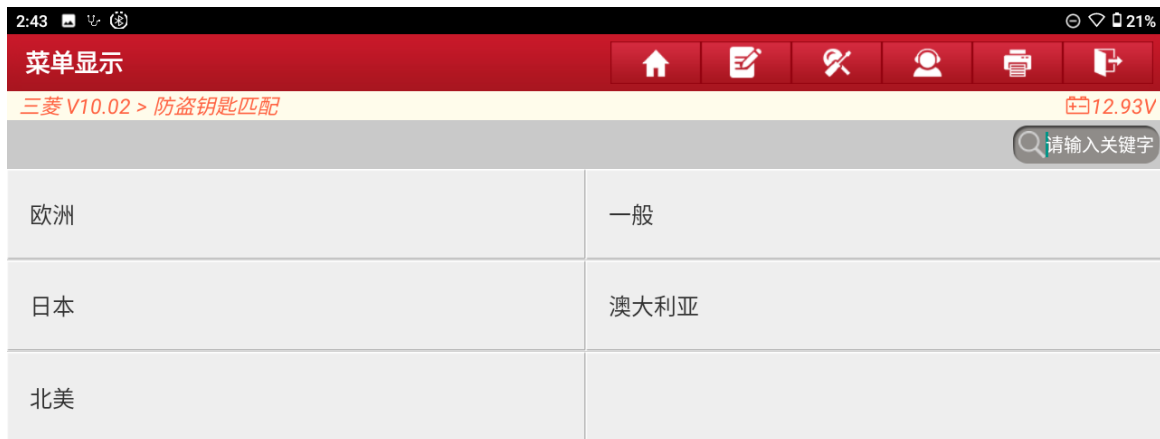 2:43 21%
菜单显示
三菱 V10.02 > 防盗钥匙匹配 12.93V
请输入关键字
欧洲 一般
日本 澳大利亚
北美